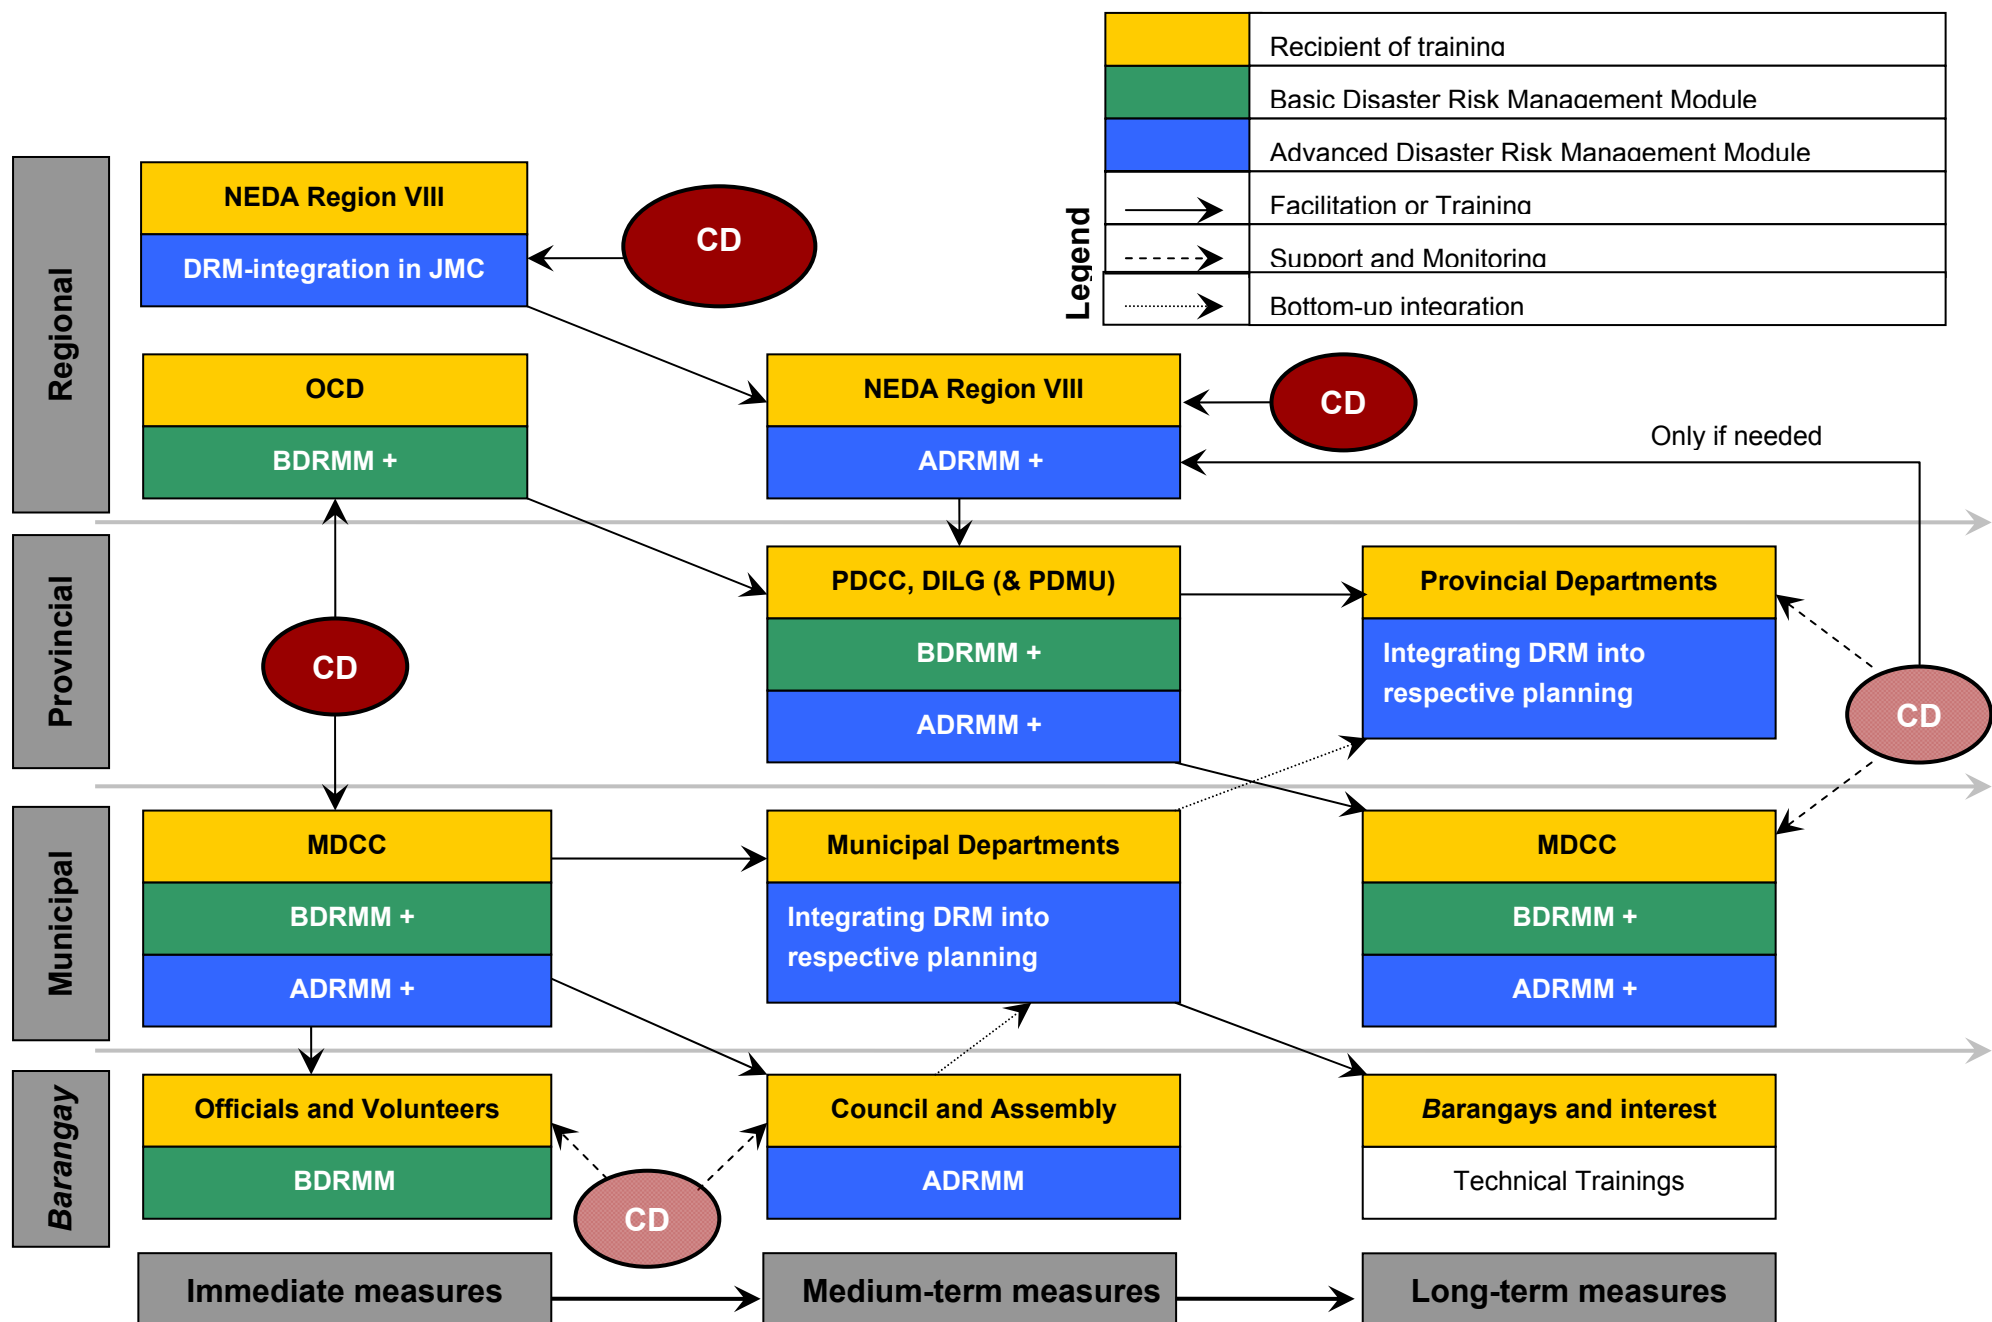 Recipient of training
Basic Disaster Risk Management Module
Advanced Disaster Risk Management Module
Facilitation or Training
Support and Monitoring
Bottom-up integration
Legend
Regional
NEDA Region VIII
DRM-integration in JMC
CD
OCD
BDRMM +
NEDA Region VIII
ADRMM +
CD
Only if needed
Provincial
CD
PDCC, DILG (& PDMU)
BDRMM +
ADRMM +
Provincial Departments
Integrating DRM into
respective planning
CD
Municipal
MDCC
BDRMM +
ADRMM +
Municipal Departments
Integrating DRM into
respective planning
MDCC
BDRMM +
ADRMM +
Barangay
Officials and Volunteers
BDRMM
CD
Council and Assembly
ADRMM
Barangays and interest
Technical Trainings
Immediate measures
Medium-term measures
Long-term measures